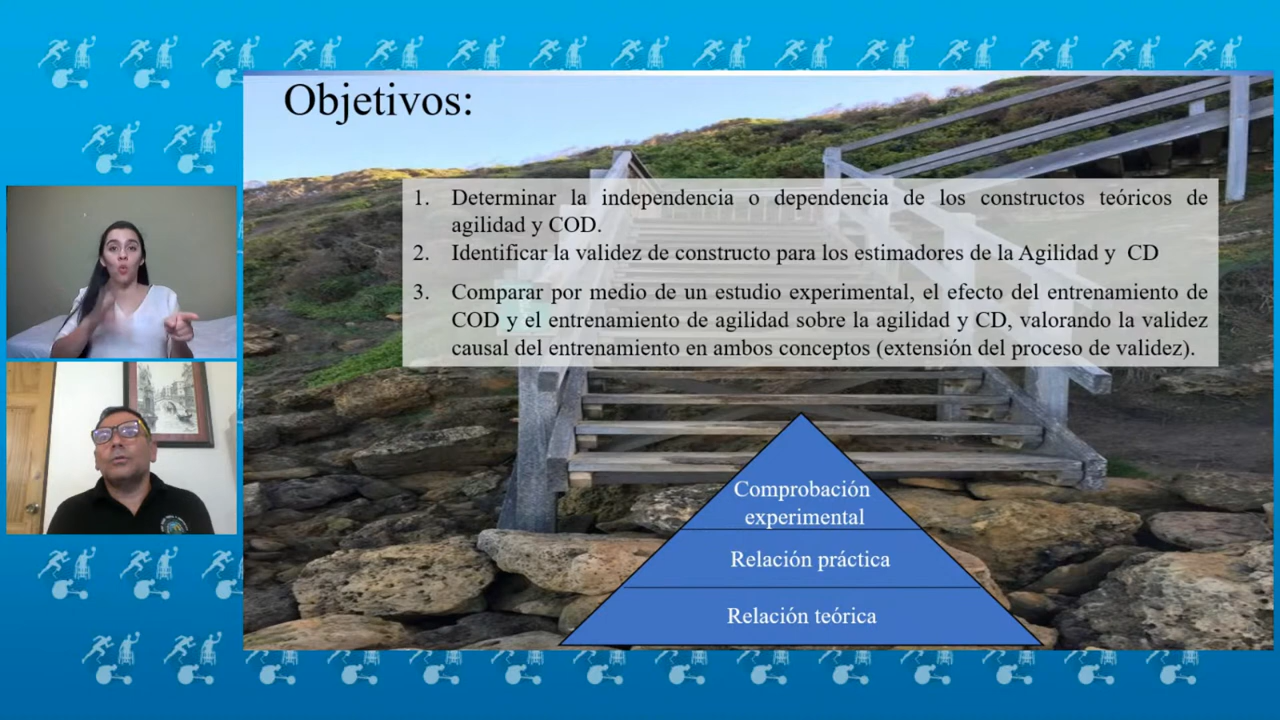 Objetivos:
1. Determinar la independencia o dependencia de los constructos teóricos de
agilidad y COD.
2. Identificar la validez de constructo para los estimadores de la Agilidad y CD
3. Comparar por medio de un estudio experimental, el efecto del entrenamiento de
COD y el entrenamiento de agilidad sobre la agilidad y CD, valorando la validez
causal del entrenamiento en ambos conceptos (extensión del proceso de validez).
Comprobación
experimental
Relación práctica
Relación teórica